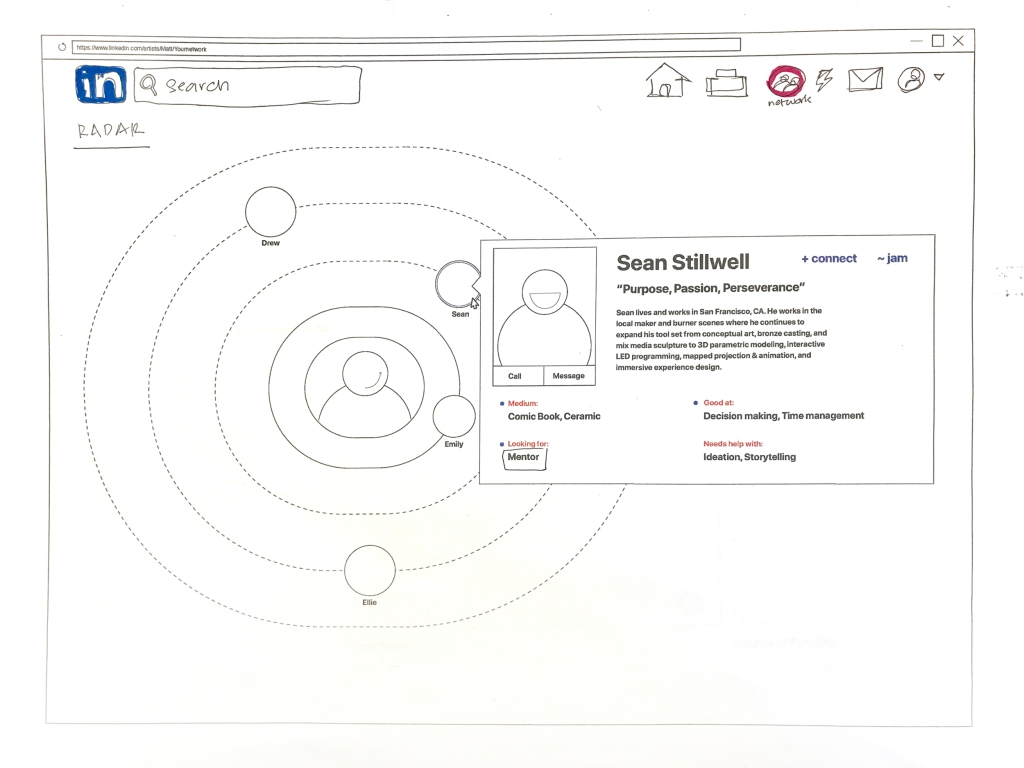 https://www.linkedin.com/artists/Matt/Yournetwork
in
search
network
RADAR
Drew
Sean
Emily
Ellie
Sean Stillwell
+ connect
~ jam
“Purpose, Passion, Perseverance“
Sean lives and works in San Francisco, CA. He works in the
local maker and burner scenes where he continues to
expand his tool set from conceptual art, bronze casting, and
mix media sculpture to 3D parametric modeling, interactive
LED programming, mapped projection & animation, and
immersive experience design.
Call
Message
Medium:
Comic Book, Ceramic
Good at:
Decision making, Time management
Looking for:
Mentor
Needs help with:
Ideation, Storytelling